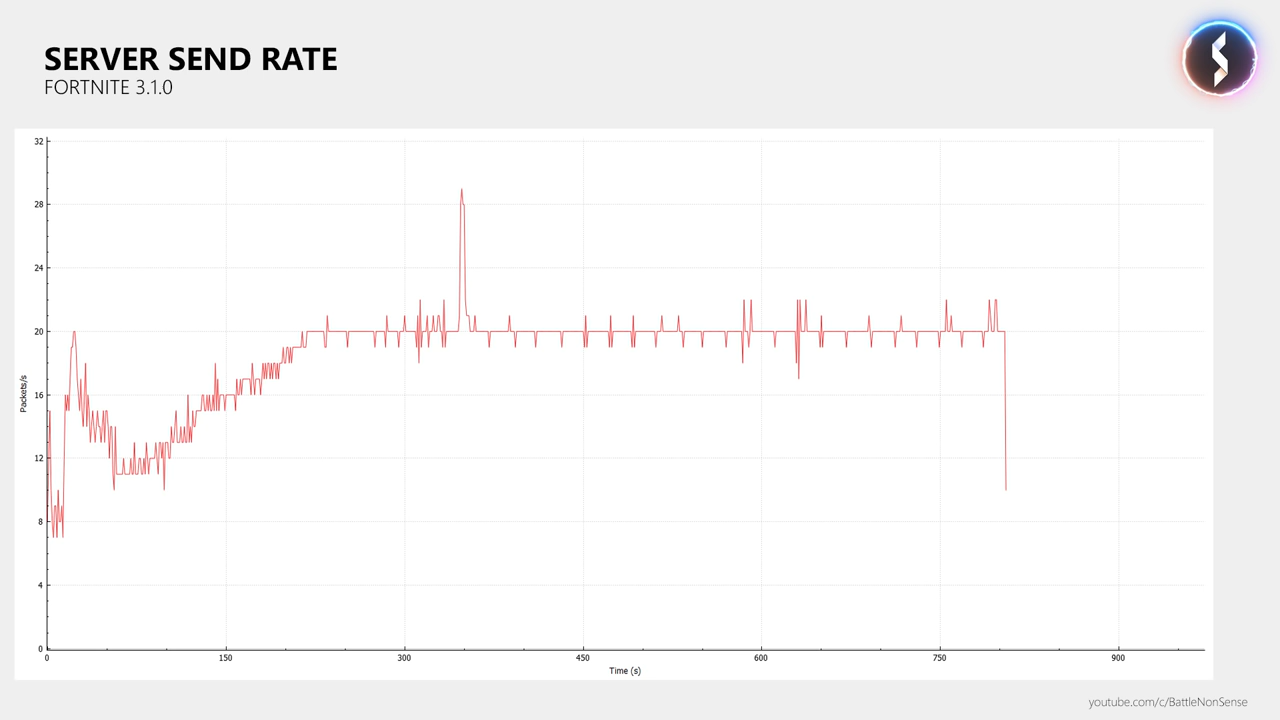 SERVER SEND RATE
FORTNITE 3.1.0
32
28
24
20
16
12
8
4
0
Packets/s
0 150 300 450 600 750 900
Time (s)
youtube.com/c/BattleNonSense